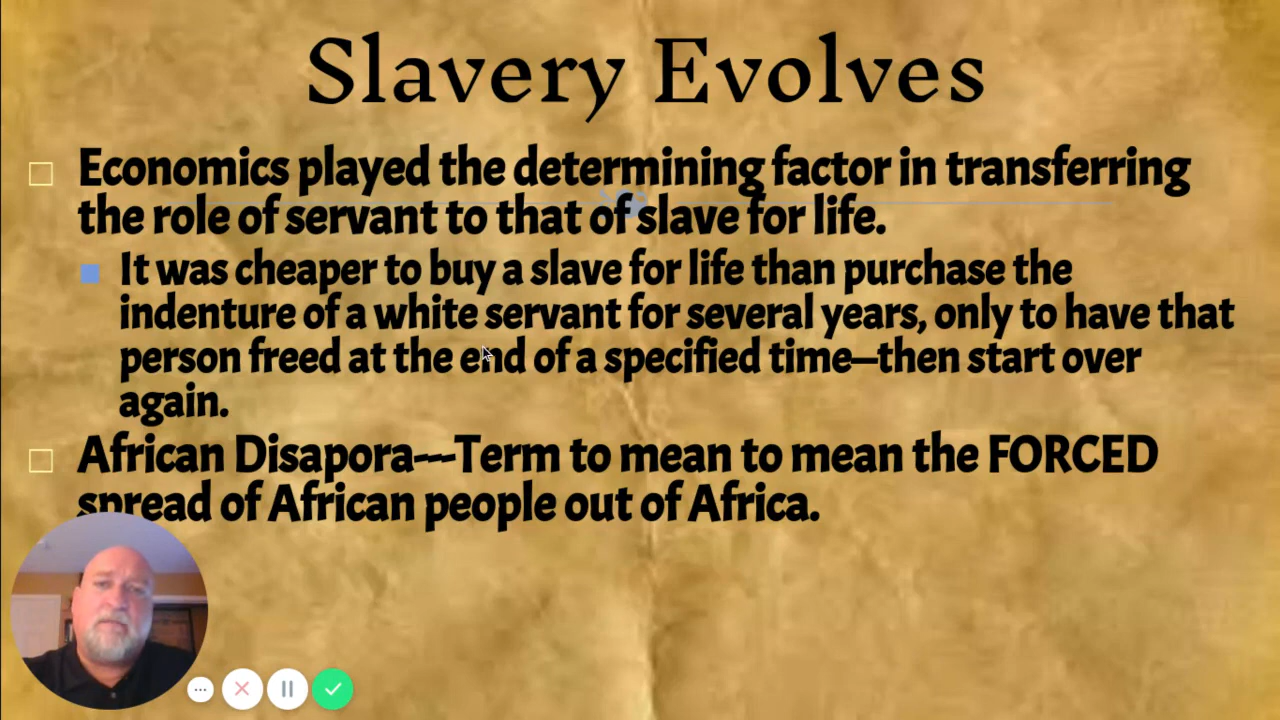 Slavery Evolves
Economics played the determining factor in transferring
the role of servant to that of slave for life.
It was cheaper to buy a slave for life than purchase the
indenture of a white servant for several years, only to have that
person freed at the end of a specified time—then start over
again.
African Disapora---Term to mean to mean the FORCED
spread of African people out of Africa.